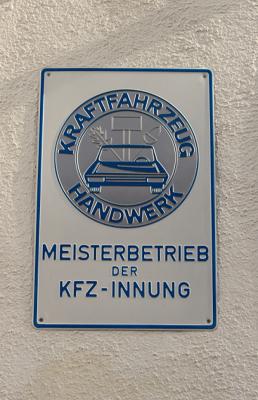 KRAFTFAHRZEUG
HANDWERK
MEISTERBETRIEB
DER
KFZ-INNUNG